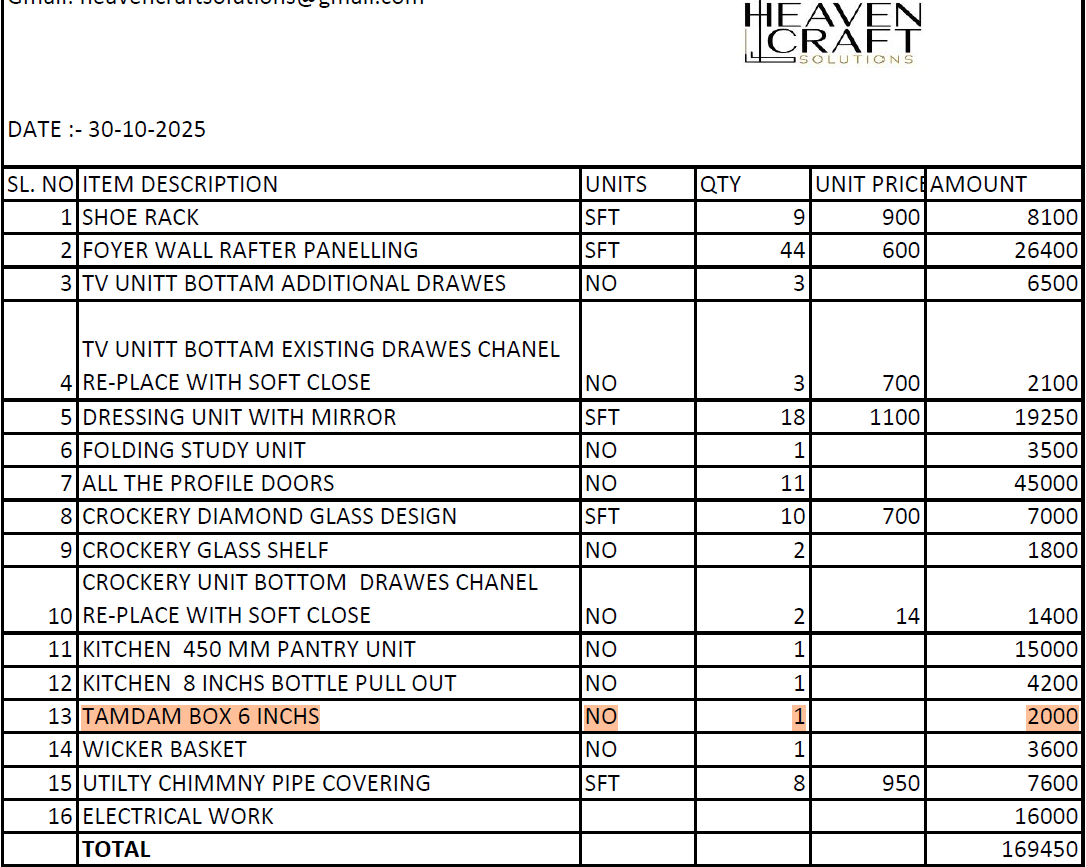 Gmail: heavencraftsolutions@gmail.com
HEAVEN
CRAFT
SOLUTIONS
DATE :- 30-10-2025
SL. NO ITEM DESCRIPTION UNITS QTY UNIT PRICE AMOUNT
1 SHOE RACK SFT 9 900 8100
2 FOYER WALL RAFTER PANELLING SFT 44 600 26400
3 TV UNITT BOTTAM ADDITIONAL DRAWES NO 3 6500
TV UNITT BOTTAM EXISTING DRAWES CHANEL
4 RE-PLACE WITH SOFT CLOSE NO 3 700 2100
5 DRESSING UNIT WITH MIRROR SFT 18 1100 19250
6 FOLDING STUDY UNIT NO 1 3500
7 ALL THE PROFILE DOORS NO 11 45000
8 CROCKERY DIAMOND GLASS DESIGN SFT 10 700 7000
9 CROCKERY GLASS SHELF NO 2 1800
CROCKERY UNIT BOTTOM DRAWES CHANEL
10 RE-PLACE WITH SOFT CLOSE NO 2 14 1400
11 KITCHEN 450 MM PANTRY UNIT NO 1 15000
12 KITCHEN 8 INCHS BOTTLE PULL OUT NO 1 4200
13 TAMDAM BOX 6 INCHS NO 1 2000
14 WICKER BASKET NO 1 3600
15 UTILTY CHIMMNY PIPE COVERING SFT 8 950 7600
16 ELECTRICAL WORK 16000
TOTAL 169450